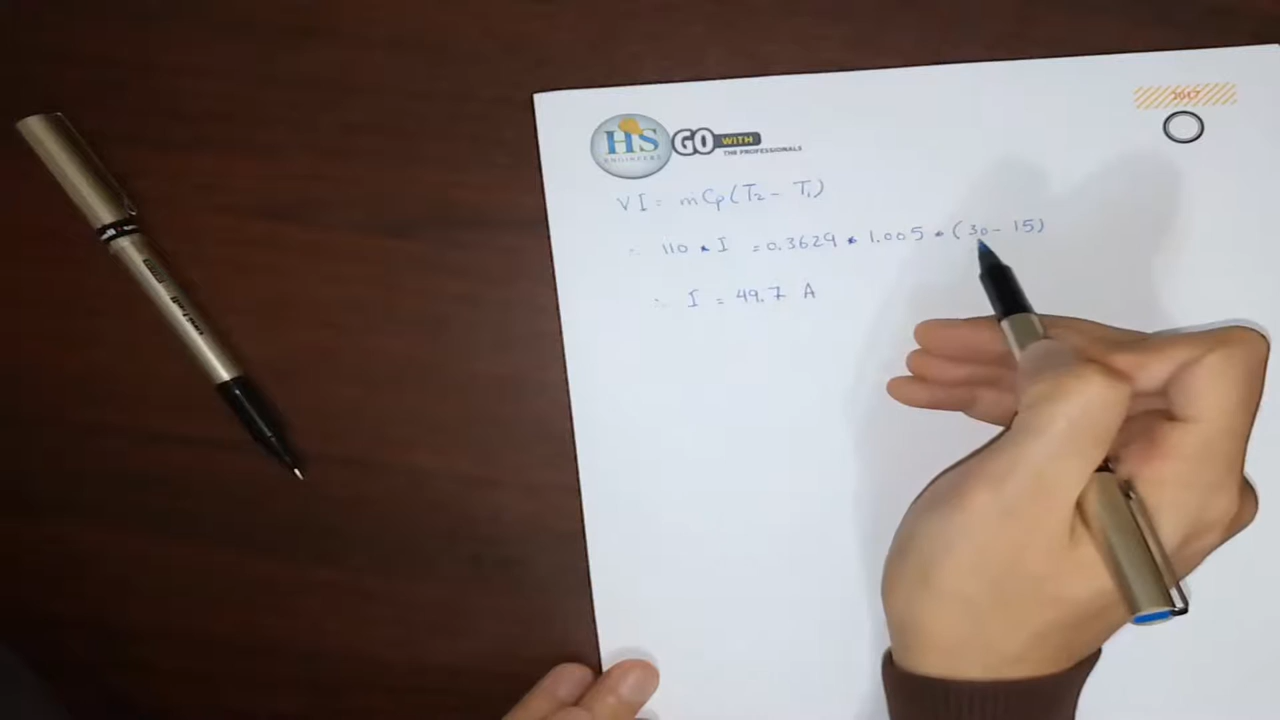 2017
HS
ENGINEERS
GO WITH
THE PROFESSIONALS
VI = ṁCp(T₂ - T₁)
∴ 110 * I = 0.3629 * 1.005 * (30 - 15)
∴ I = 49.7 A